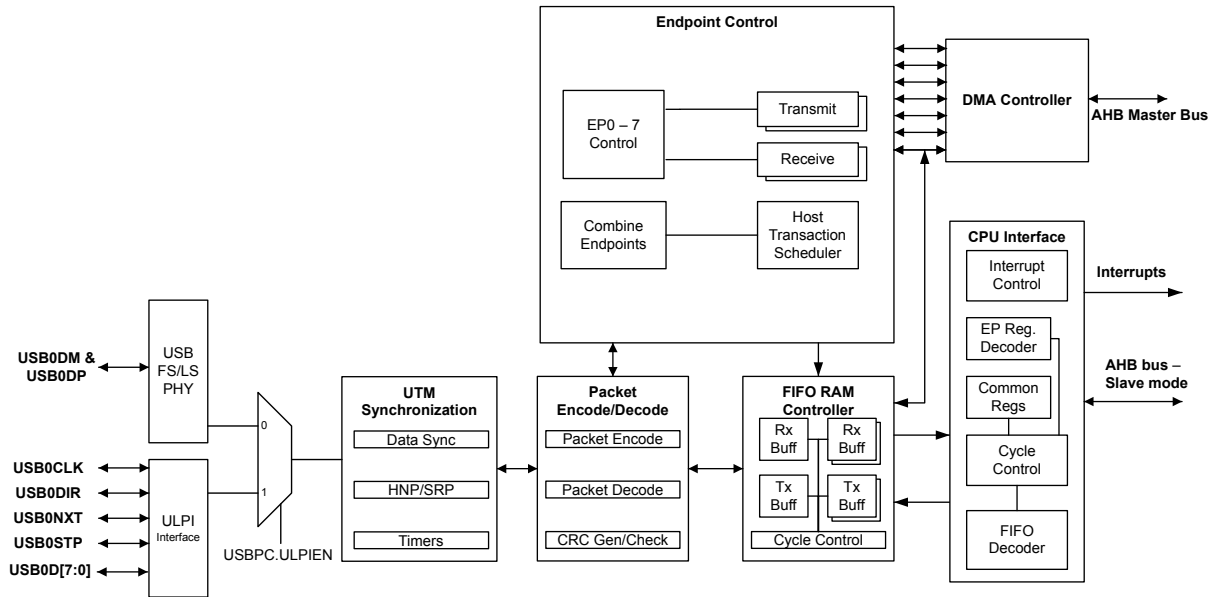 Endpoint Control
EP0 – 7
Control
Transmit
Receive
Combine
Endpoints
Host
Transaction
Scheduler
DMA Controller
AHB Master Bus
CPU Interface
Interrupt
Control
Interrupts
EP Reg.
Decoder
Common
Regs
AHB bus –
Slave mode
Cycle
Control
FIFO
Decoder
USB0DM &
USB0DP
USB
FS/LS
PHY
USB0CLK
USB0DIR
USB0NXT
USB0STP
USB0D[7:0]
ULPI
Interface
0
1
USBPC.ULPIEN
UTM
Synchronization
Data Sync
HNP/SRP
Timers
Packet
Encode/Decode
Packet Encode
Packet Decode
CRC Gen/Check
FIFO RAM
Controller
Rx
Buff
Rx
Buff
Tx
Buff
Tx
Buff
Cycle Control